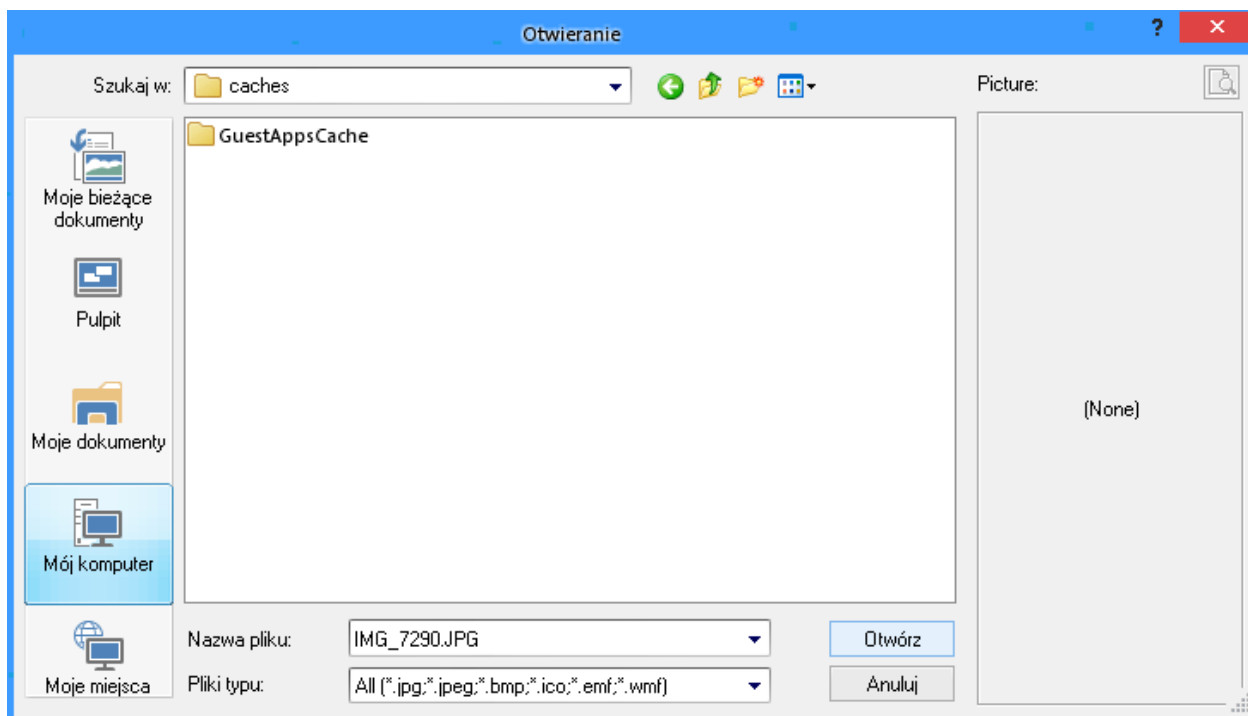 Otwieranie
?
Szukaj w:
caches
Picture:
GuestAppsCache
Moje bieżące
dokumenty
Pulpit
Moje dokumenty
Mój komputer
Moje miejsca
(None)
Nazwa pliku:
IMG_7290.JPG
Otwórz
Pliki typu:
All (*.jpg;*.jpeg;*.bmp;*.ico;*.emf;*.wmf)
Anuluj